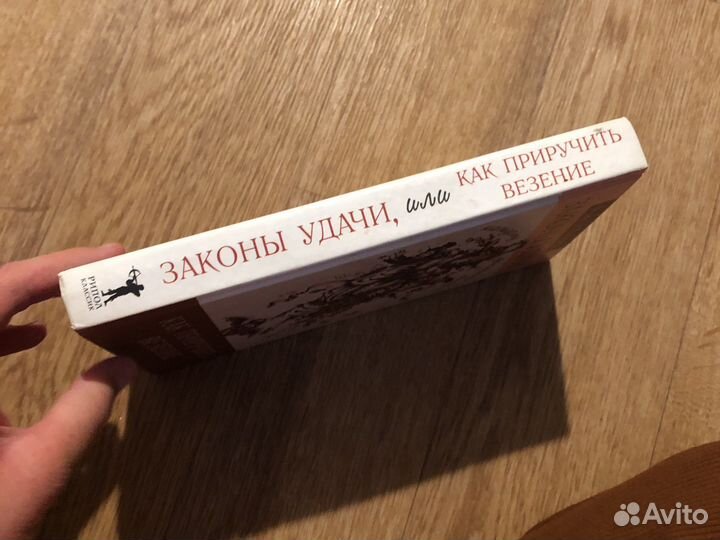 РИПОЛ
КЛАССИК
ЗАКОНЫ УДАЧИ, или
КАК ПРИРУЧИТЬ
ВЕЗЕНИЕ
Avito